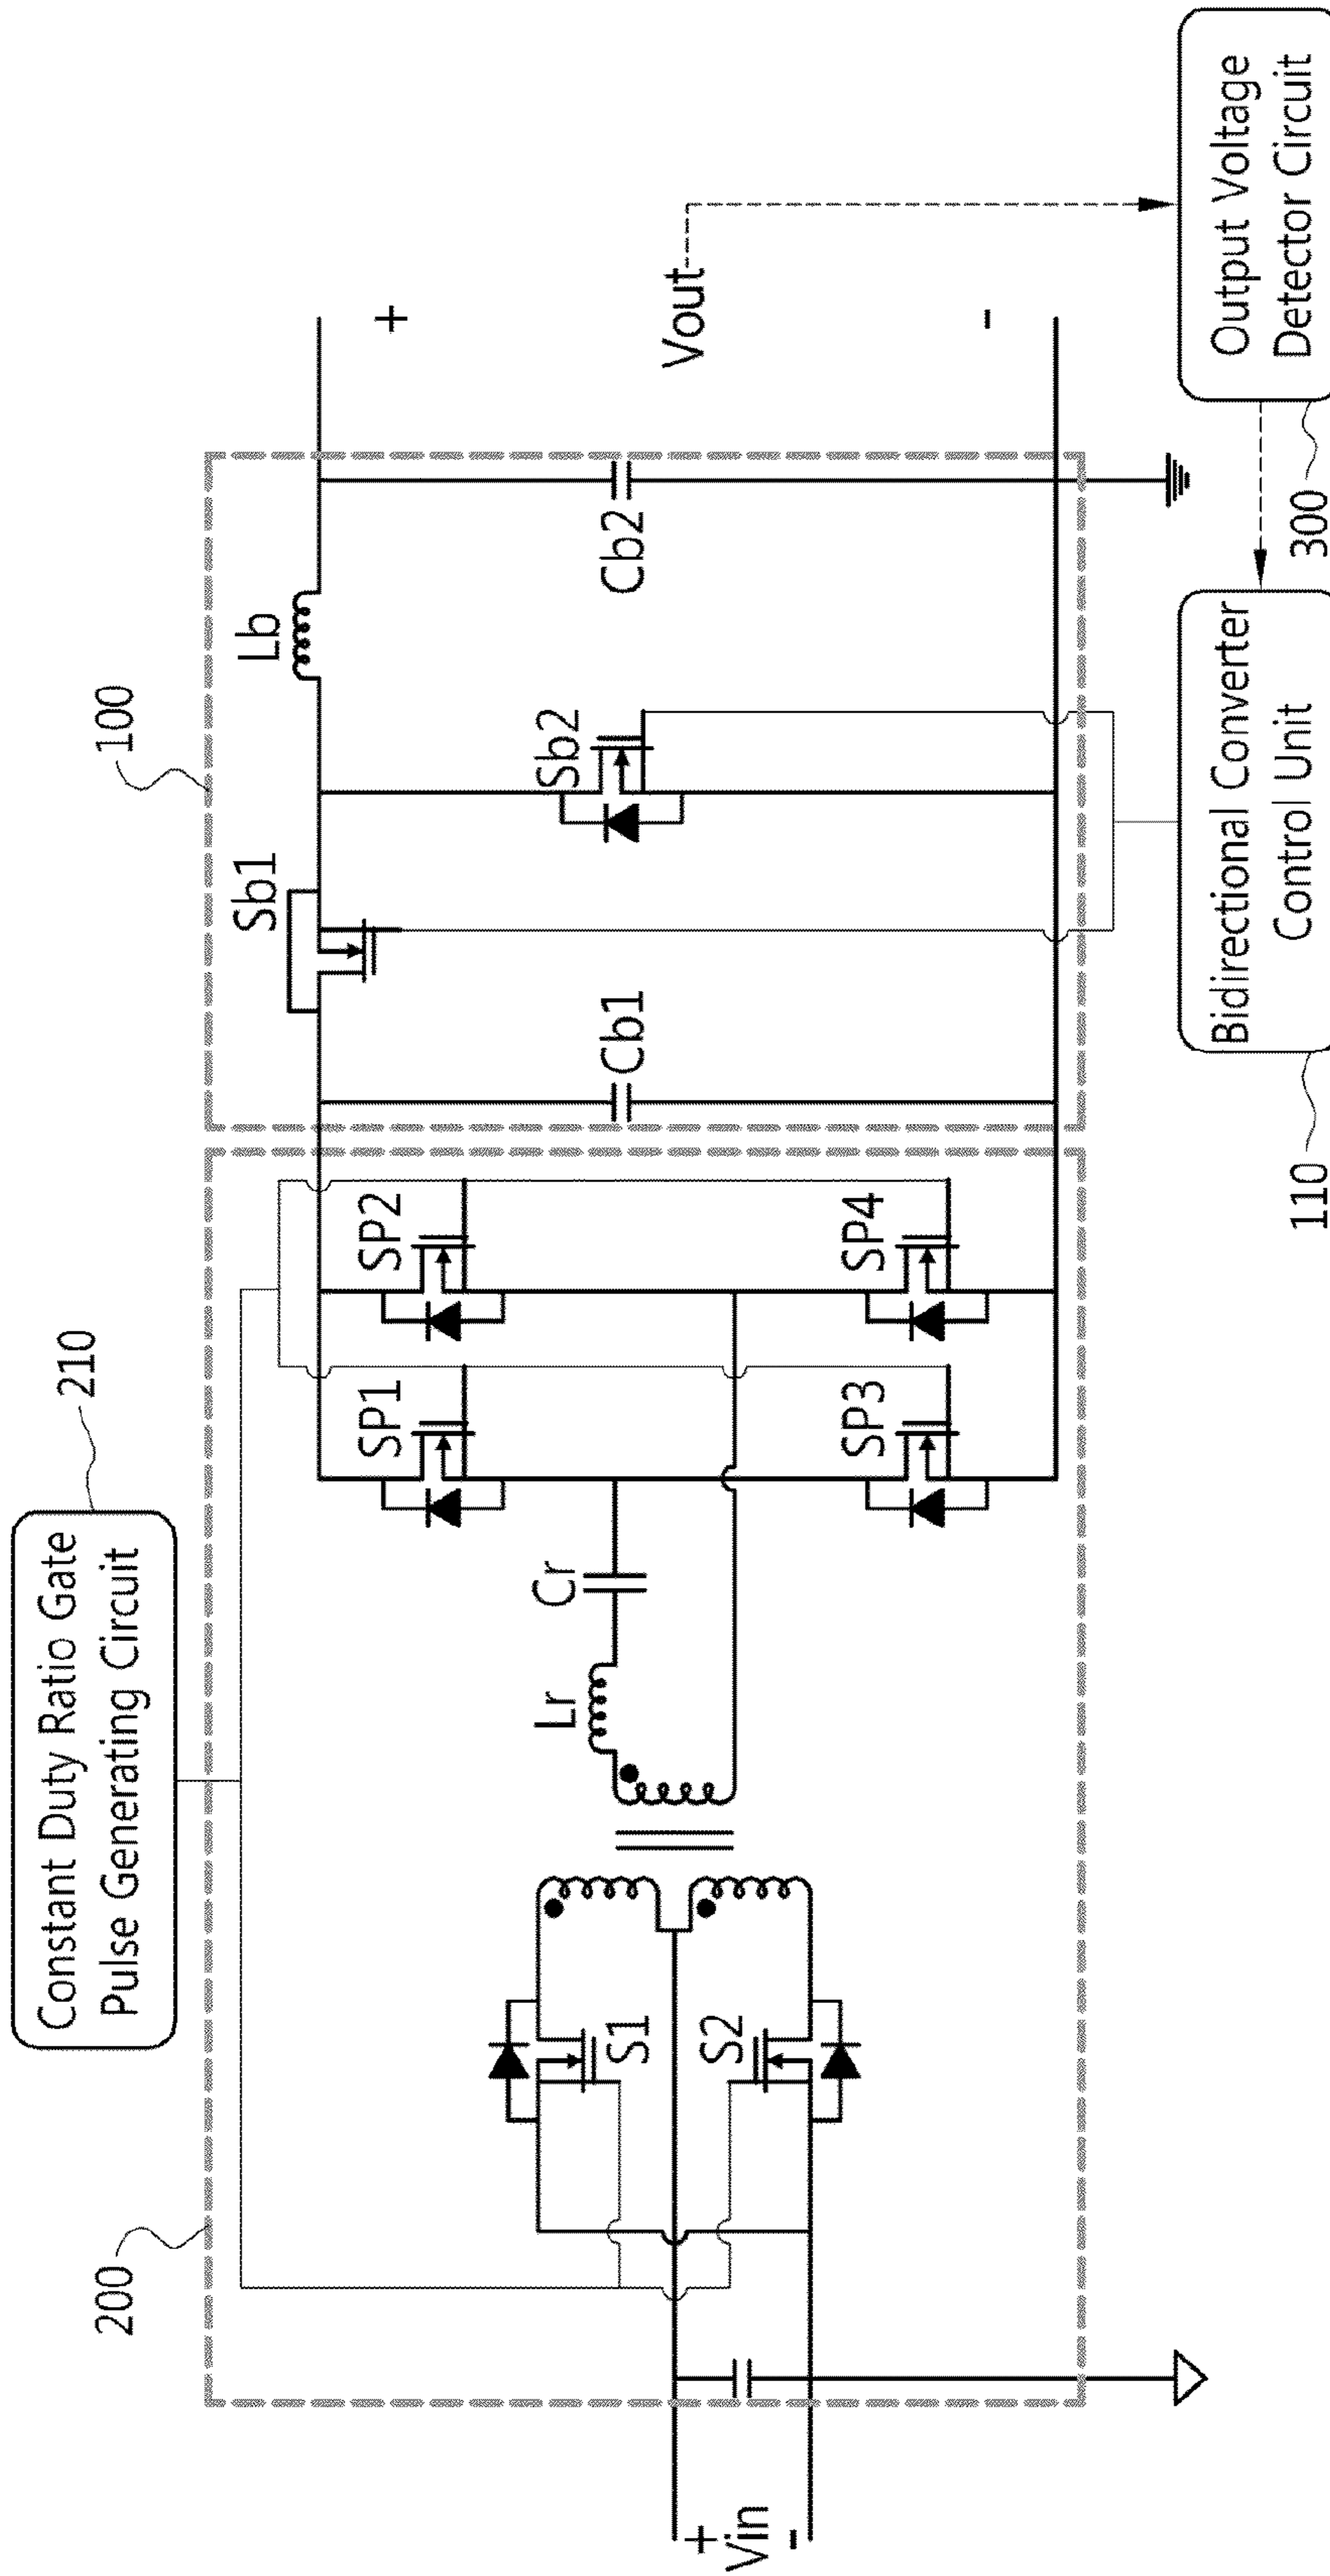 Constant Duty Ratio Gate
Pulse Generating Circuit
210
200
100
SP1
SP2
Sb1
Lb
+
S1
Lr
Cr
Cb1
Sb2
Cb2
+
Vin
-
S2
Vout
SP3
SP4
-
110
Bidirectional Converter
Control Unit
300
Output Voltage
Detector Circuit